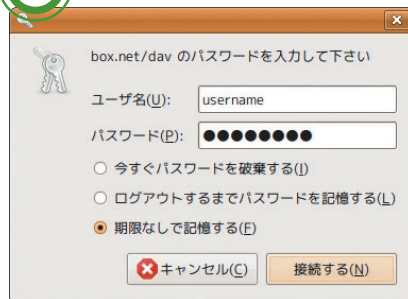 box.net/dav のパスワードを入力して下さい
ユーザ名(U): username
パスワード(P): ●●●●●●●●
今すぐパスワードを破棄する(I)
ログアウトするまでパスワードを記憶する(L)
期限なしで記憶する(F)
キャンセル(C) 接続する(N)